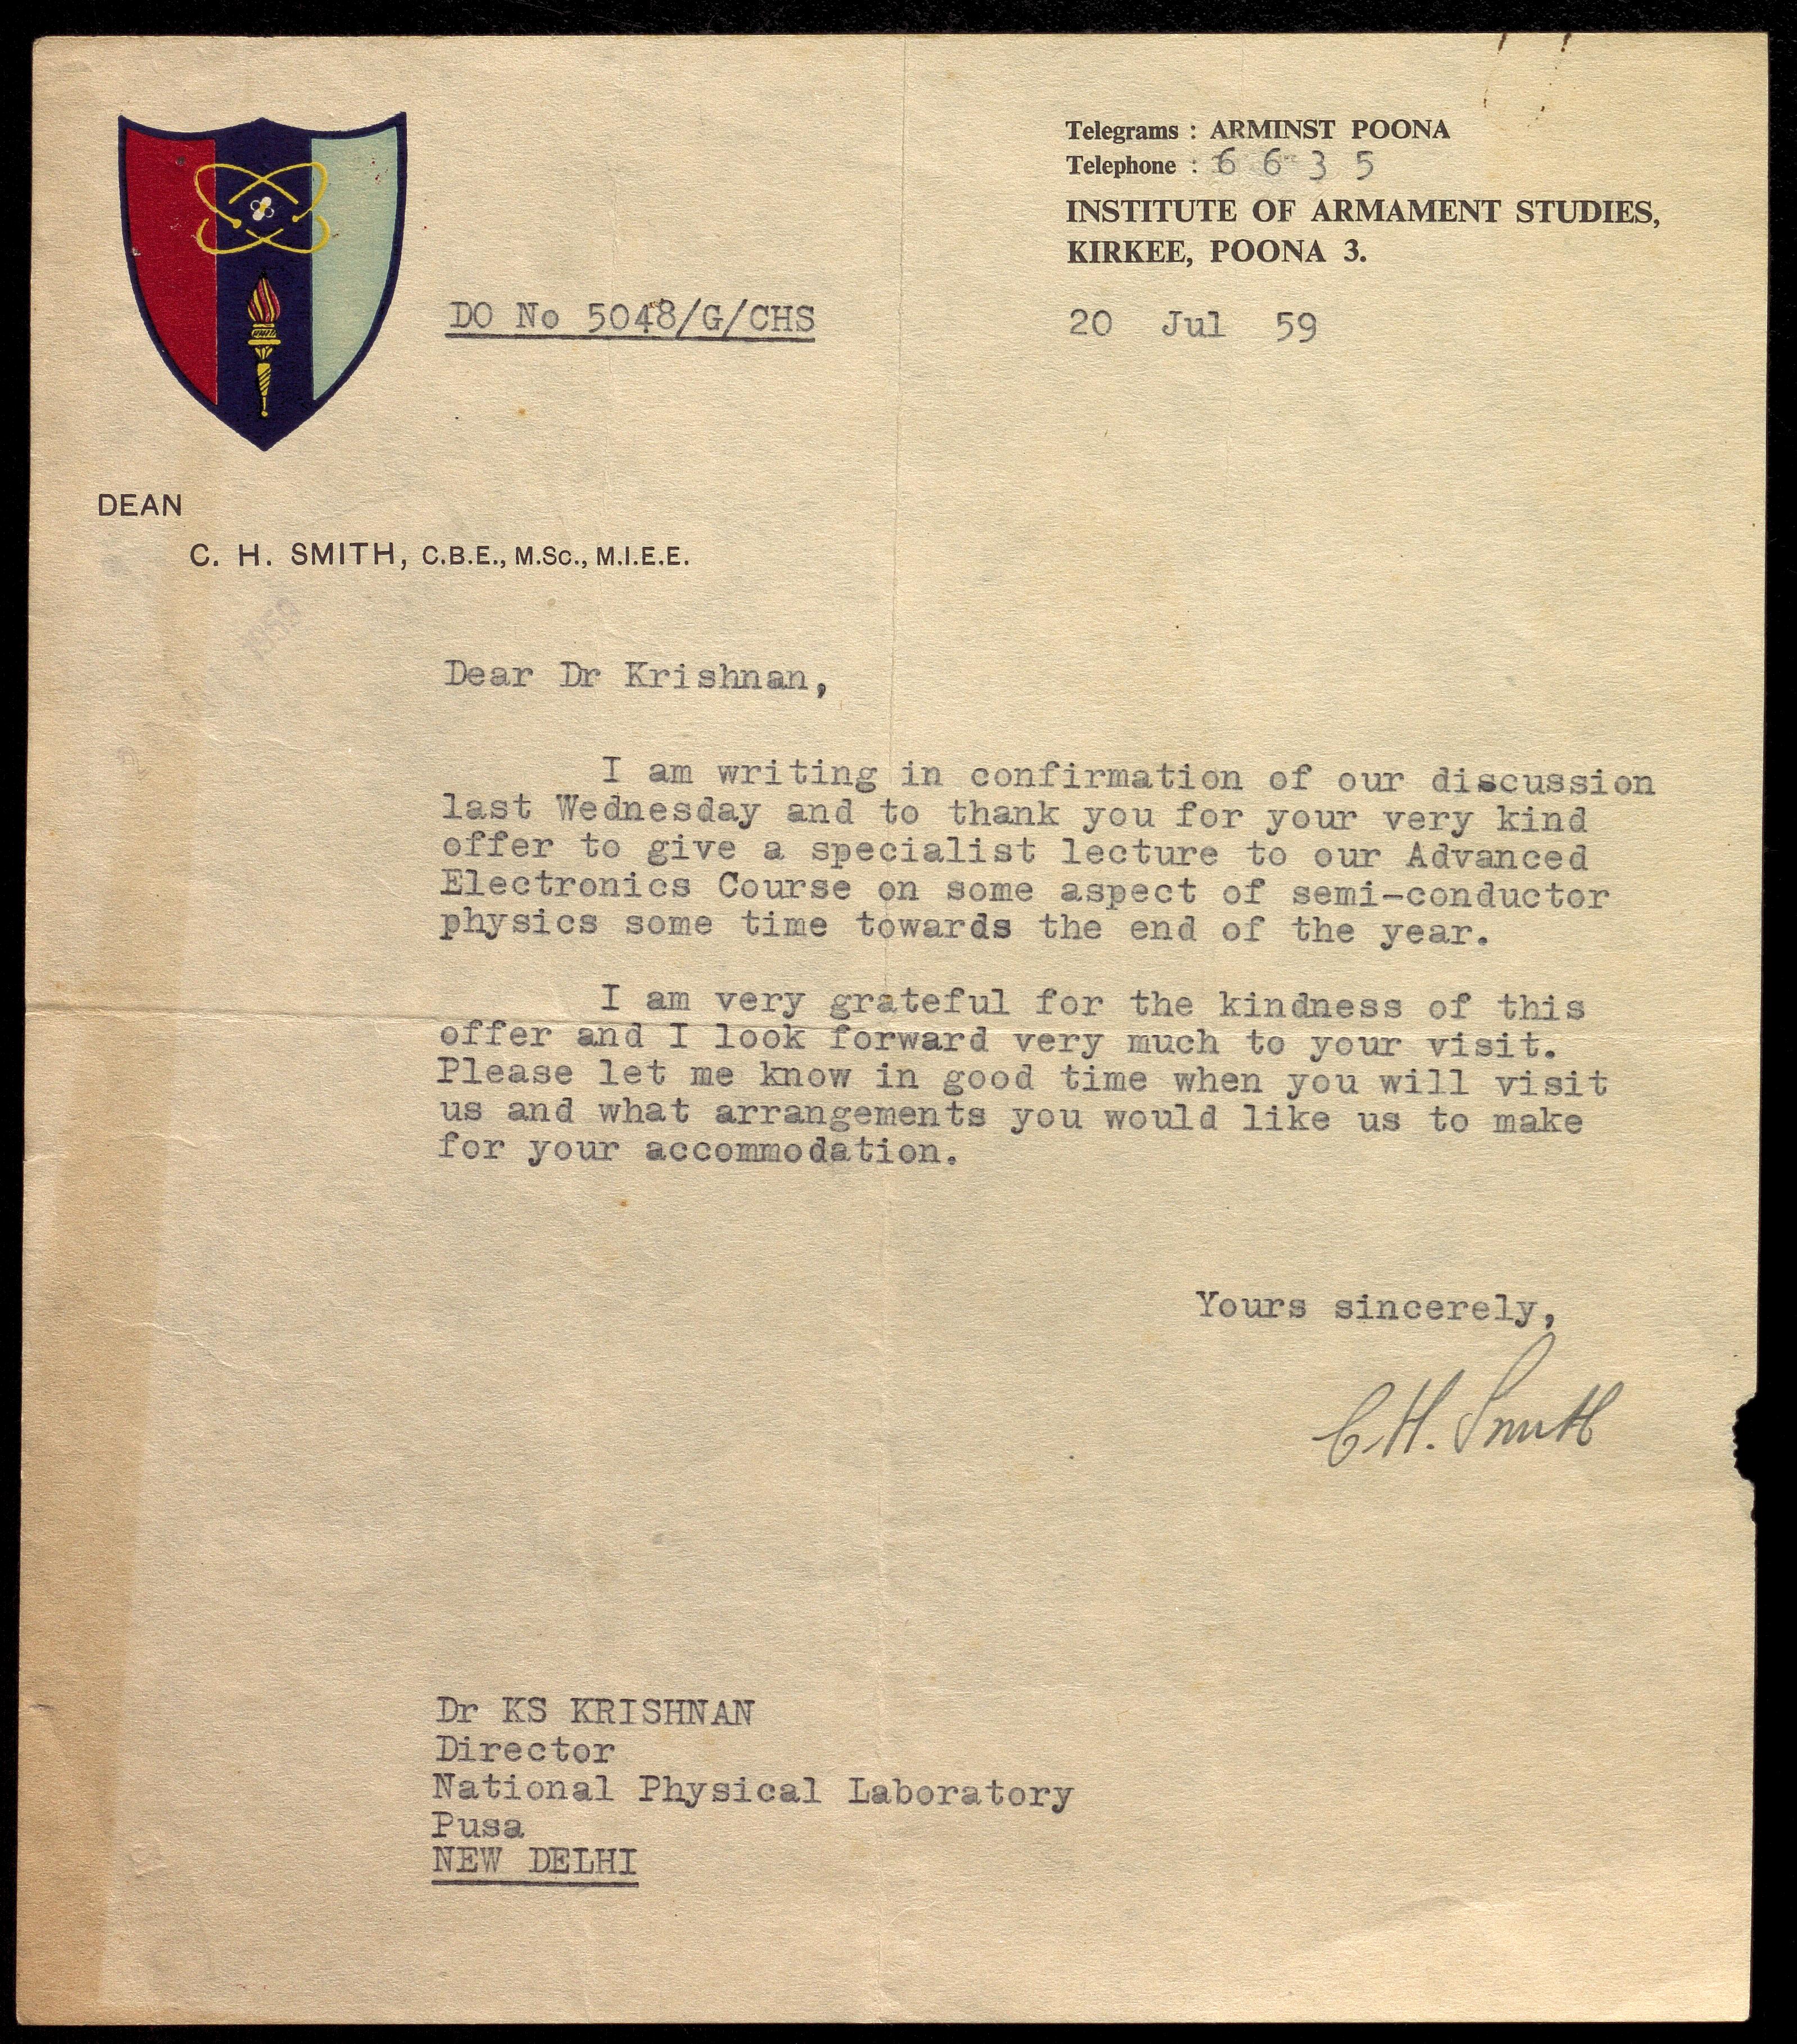 Telegrams : ARMINST POONA
Telephone : 6 6 3 5
INSTITUTE OF ARMAMENT STUDIES,
KIRKEE, POONA 3.
DO No 5048/G/CHS
20 Jul 59
DEAN
C. H. SMITH, C.B.E., M.Sc., M.I.E.E.
Dear Dr Krishnan,
I am writing in confirmation of our discussion
last Wednesday and to thank you for your very kind
offer to give a specialist lecture to our Advanced
Electronics Course on some aspect of semi-conductor
physics some time towards the end of the year.
I am very grateful for the kindness of this
offer and I look forward very much to your visit.
Please let me know in good time when you will visit
us and what arrangements you would like us to make
for your accommodation.
Yours sincerely,
C.H. Smith
Dr KS KRISHNAN
Director
National Physical Laboratory
Pusa
NEW DELHI